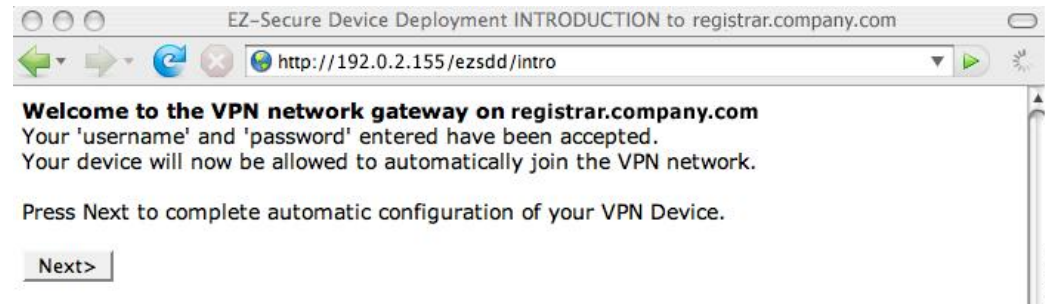 EZ-Secure Device Deployment INTRODUCTION to registrar.company.com
http://192.0.2.155/ezsdd/intro
Welcome to the VPN network gateway on registrar.company.com
Your 'username' and 'password' entered have been accepted.
Your device will now be allowed to automatically join the VPN network.
Press Next to complete automatic configuration of your VPN Device.
Next>